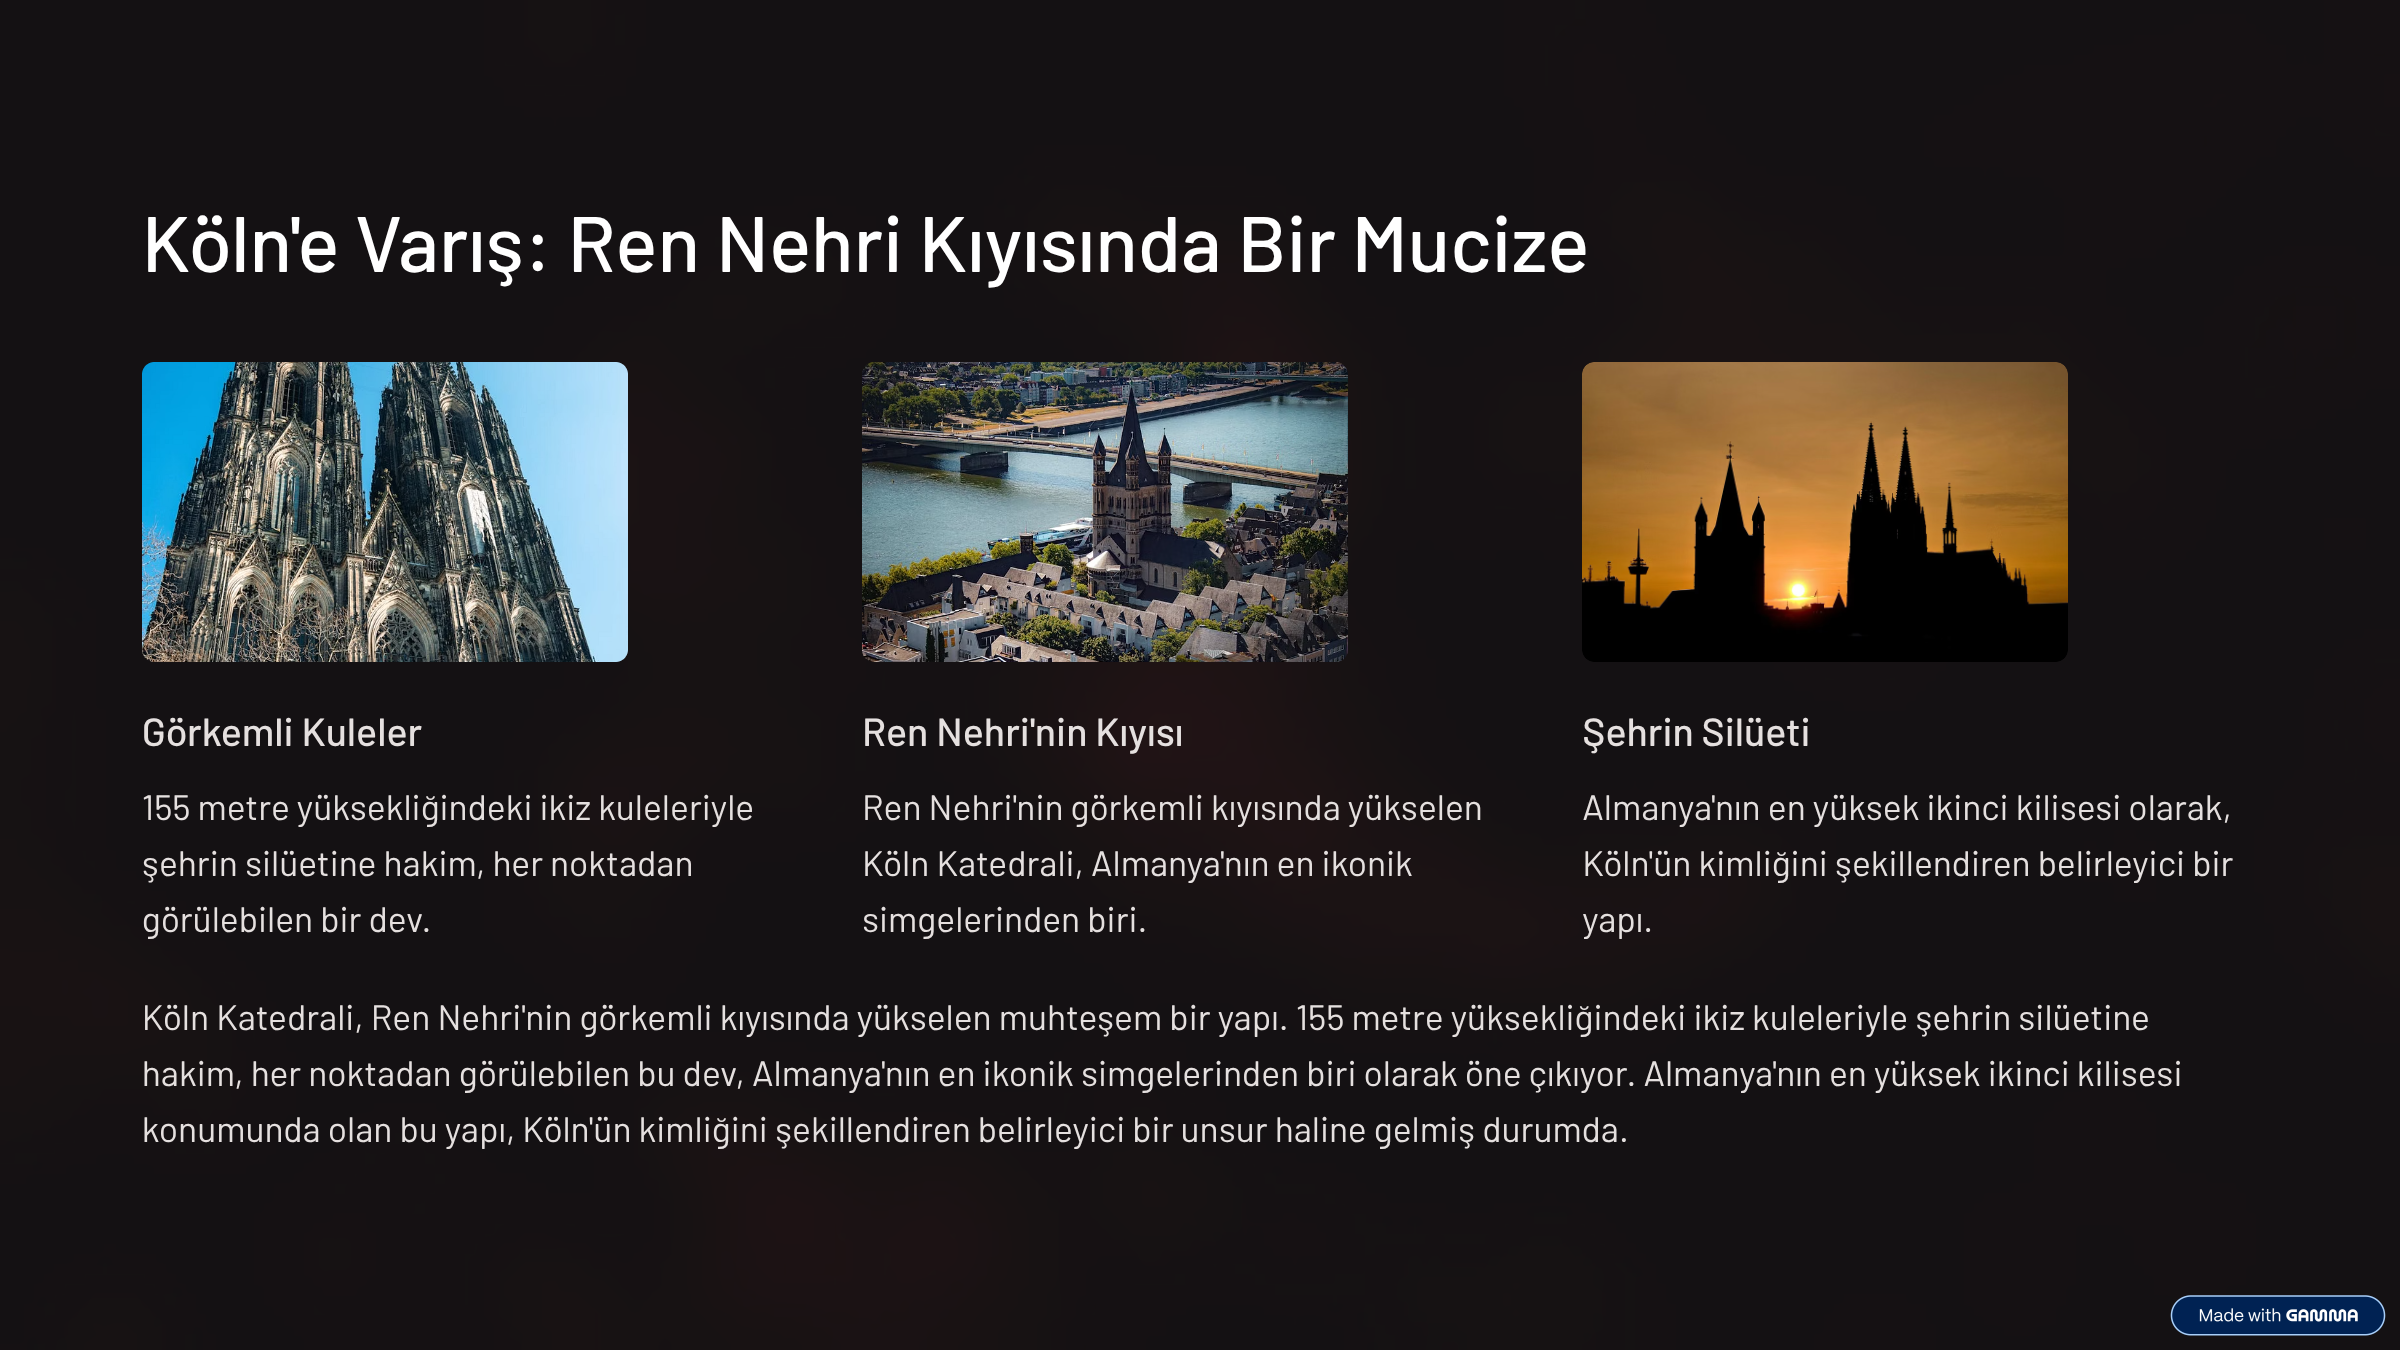 Köln'e Varış: Ren Nehri Kıyısında Bir Mucize
Görkemli Kuleler
155 metre yüksekliğindeki ikiz kuleleriyle
şehrin silüetine hakim, her noktadan
görülebilen bir dev.
Ren Nehri'nin Kıyısı
Ren Nehri'nin görkemli kıyısında yükselen
Köln Katedrali, Almanya'nın en ikonik
simgelerinden biri.
Şehrin Silüeti
Almanya'nın en yüksek ikinci kilisesi olarak,
Köln'ün kimliğini şekillendiren belirleyici bir
yapı.
Köln Katedrali, Ren Nehri'nin görkemli kıyısında yükselen muhteşem bir yapı. 155 metre yüksekliğindeki ikiz kuleleriyle şehrin silüetine
hakim, her noktadan görülebilen bu dev, Almanya'nın en ikonik simgelerinden biri olarak öne çıkıyor. Almanya'nın en yüksek ikinci kilisesi
konumunda olan bu yapı, Köln'ün kimliğini şekillendiren belirleyici bir unsur haline gelmiş durumda.
Made with GAMMA